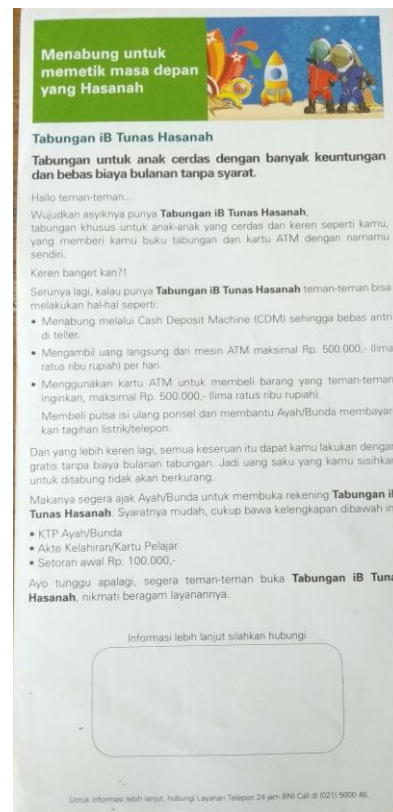 Menabung untuk
memetik masa depan
yang Hasanah
Tabungan iB Tunas Hasanah
Tabungan untuk anak cerdas dengan banyak keuntungan
dan bebas biaya bulanan tanpa syarat.
Hallo teman-teman...
Wujudkan asyiknya punya Tabungan iB Tunas Hasanah,
tabungan khusus untuk anak-anak yang cerdas dan keren seperti kamu,
yang memberi kamu buku tabungan dan kartu ATM dengan namamu
sendiri.
Keren banget kan?!
Serunya lagi, kalau punya Tabungan iB Tunas Hasanah teman-teman bisa
melakukan hal-hal seperti:
• Menabung melalui Cash Deposit Machine (CDM) sehingga bebas antri
di teller.
• Mengambil uang langsung dari mesin ATM maksimal Rp. 500.000,- (lima
ratus ribu rupiah) per hari.
• Menggunakan kartu ATM untuk membeli barang yang teman-teman
inginkan, maksimal Rp. 500.000,- (lima ratus ribu rupiah).
Membeli pulsa isi ulang ponsel dan membantu Ayah/Bunda membayar
kan tagihan listrik/telepon.
Dan yang lebih keren lagi, semua keseruan itu dapat kamu lakukan dengan
gratis tanpa biaya bulanan tabungan. Jadi uang saku yang kamu sisihkan
untuk ditabung tidak akan berkurang.
Makanya segera ajak Ayah/Bunda untuk membuka rekening Tabungan i
Tunas Hasanah. Syaratnya mudah, cukup bawa kelengkapan dibawah in
• KTP Ayah/Bunda
• Akte Kelahiran/Kartu Pelajar
• Setoran awal Rp. 100.000,-
Ayo tunggu apalagi, segera teman-teman buka Tabungan iB Tuna
Hasanah, nikmati beragam layanannya.
Informasi lebih lanjut silahkan hubungi
Untuk informasi lebih lanjut, hubungi Layanan Telepon 24 jam BNI Call di (021) 5000 46.